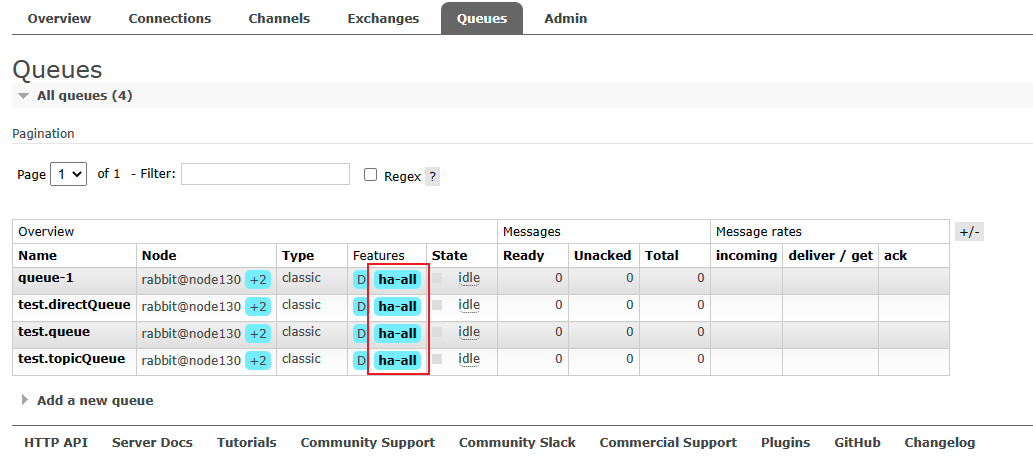 Overview Connections Channels Exchanges Queues Admin
Queues
All queues (4)
Pagination
Page 1 of 1 - Filter: Regex ?
Overview Messages Message rates +/-
Name Node Type Features State Ready Unacked Total incoming deliver / get ack
queue-1 rabbit@node130 +2 classic D ha-all idle 0 0 0
test.directQueue rabbit@node130 +2 classic D ha-all idle 0 0 0
test.queue rabbit@node130 +2 classic D ha-all idle 0 0 0
test.topicQueue rabbit@node130 +2 classic D ha-all idle 0 0 0
Add a new queue
HTTP API Server Docs Tutorials Community Support Community Slack Commercial Support Plugins GitHub Changelog